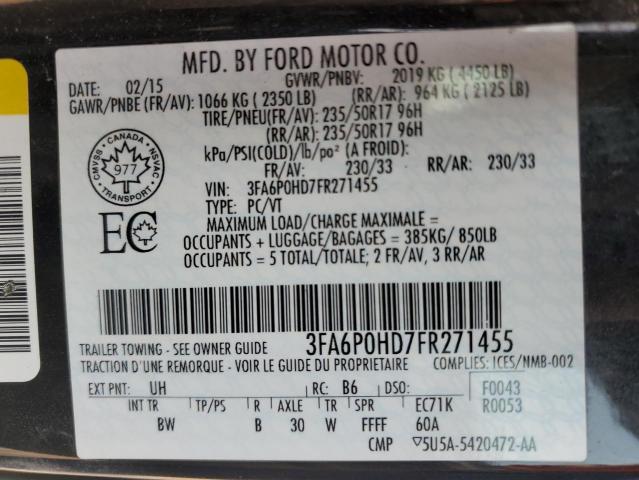 MFD. BY FORD MOTOR CO.
DATE: 02/15 GVWR/PNBV: 2019 KG ( 4450 LB)
GAWR/PNBE (FR/AV): 1066 KG ( 2350 LB) (RR/AR): 964 KG ( 2125 LB)
TIRE/PNEU(FR/AV): 235/50R17 96H
(RR/AR): 235/50R17 96H
kPa/PSI(COLD)/lb/po² (A FROID):
FR/AV: 230/33 RR/AR: 230/33
CANADA
CMVSS NSVAC
977
TRANSPORT
VIN: 3FA6P0HD7FR271455
TYPE: PC/VT
EC
MAXIMUM LOAD/CHARGE MAXIMALE =
OCCUPANTS + LUGGAGE/BAGAGES = 385KG/ 850LB
OCCUPANTS = 5 TOTAL/TOTALE; 2 FR/AV, 3 RR/AR
3FA6P0HD7FR271455
TRAILER TOWING - SEE OWNER GUIDE
TRACTION D'UNE REMORQUE - VOIR LE GUIDE DU PROPRIETAIRE COMPLIES: ICES/NMB-002
EXT PNT: UH RC: B6 DSO: F0043
INT TR TP/PS R AXLE TR SPR EC71K R0053
BW B 30 W FFFF 60A
CMP ▽5U5A-5420472-AA